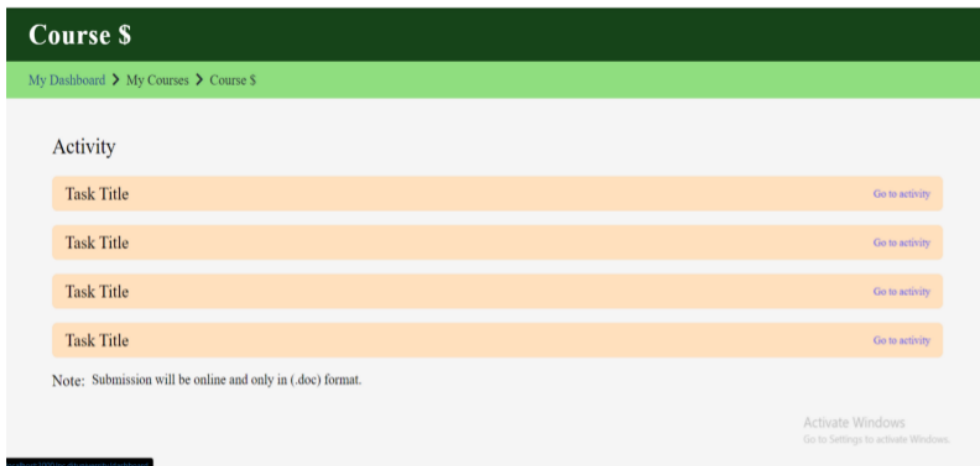 Course $
My Dashboard > My Courses > Course $
Activity
Task Title Go to activity
Task Title Go to activity
Task Title Go to activity
Task Title Go to activity
Note: Submission will be online and only in (.doc) format.
Activate Windows
Go to Settings to activate Windows.